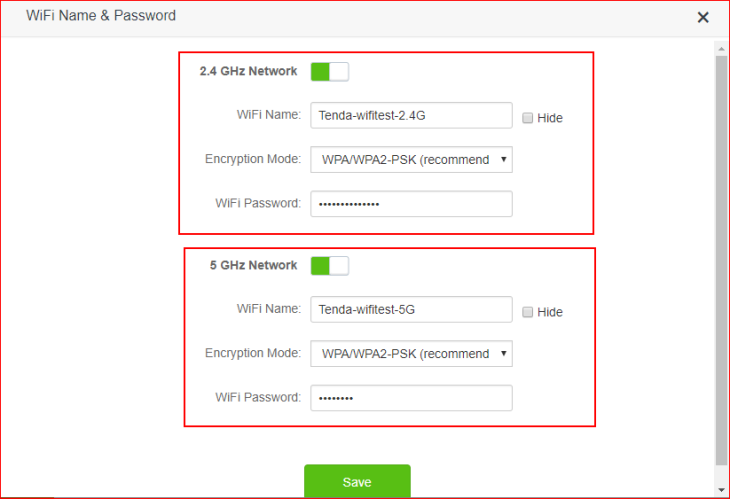 WiFi Name & Password
2.4 GHz Network
WiFi Name: Tenda-wifitest-2.4G Hide
Encryption Mode: WPA/WPA2-PSK (recommend
WiFi Password: ••••••••••••••
5 GHz Network
WiFi Name: Tenda-wifitest-5G Hide
Encryption Mode: WPA/WPA2-PSK (recommend
WiFi Password: ••••••••
Save